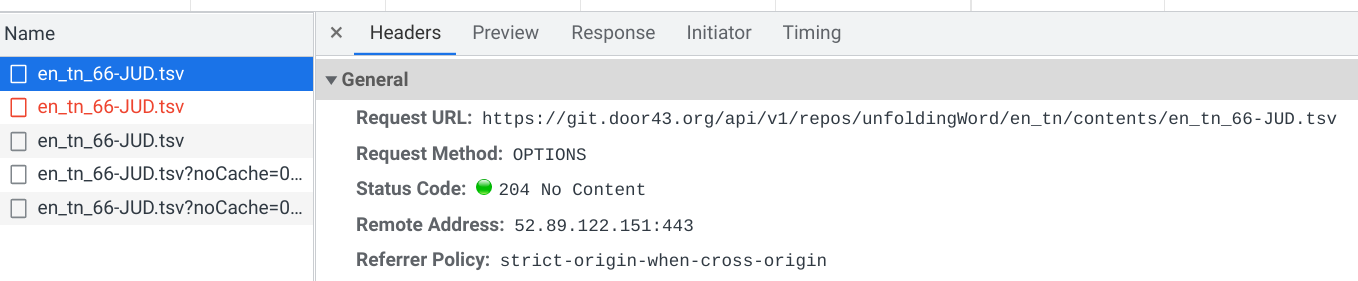 Name
en_tn_66-JUD.tsv
en_tn_66-JUD.tsv
en_tn_66-JUD.tsv
en_tn_66-JUD.tsv?noCache=0...
en_tn_66-JUD.tsv?noCache=0...
× Headers Preview Response Initiator Timing
▼ General
Request URL: https://git.door43.org/api/v1/repos/unfoldingWord/en_tn/contents/en_tn_66-JUD.tsv
Request Method: OPTIONS
Status Code: 204 No Content
Remote Address: 52.89.122.151:443
Referrer Policy: strict-origin-when-cross-origin